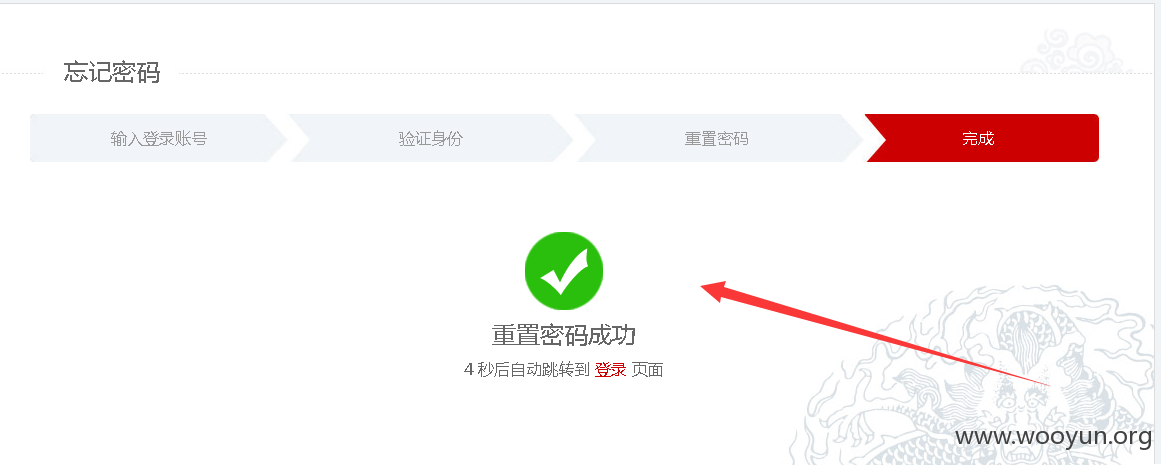 忘记密码
输入登录账号
验证身份
重置密码
完成
重置密码成功
4 秒后自动跳转到 登录 页面
www.wooyun.org